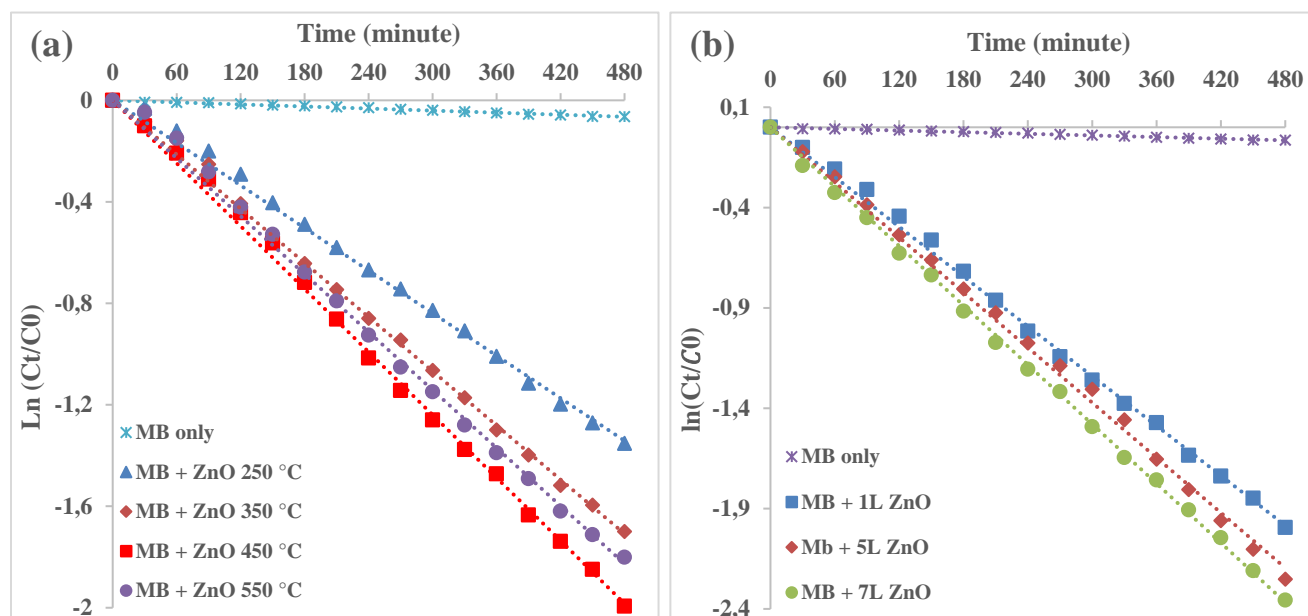 (a)
Time (minute)
0 60 120 180 240 300 360 420 480
0
-0,4
-0,8
-1,2
-1,6
-2
Ln (Ct/C0)
MB only
MB + ZnO 250 °C
MB + ZnO 350 °C
MB + ZnO 450 °C
MB + ZnO 550 °C
(b)
Time (minute)
0 60 120 180 240 300 360 420 480
0,1
-0,4
-0,9
-1,4
-1,9
-2,4
ln(Ct/C0)
MB only
MB + 1L ZnO
Mb + 5L ZnO
MB + 7L ZnO